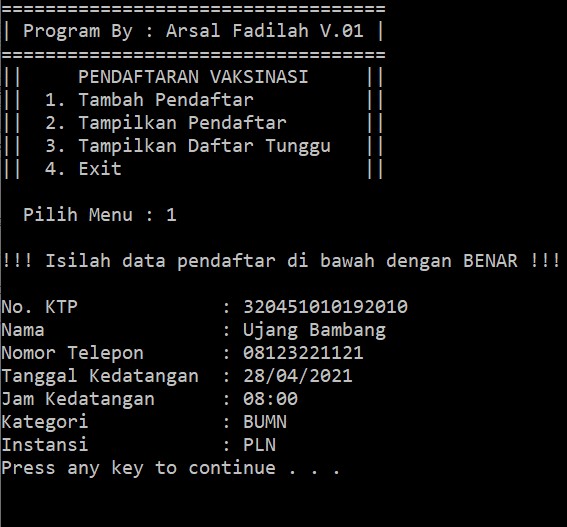 ===================================
| Program By : Arsal Fadilah V.01 |
===================================
||     PENDAFTARAN VAKSINASI     ||
||  1. Tambah Pendaftar          ||
||  2. Tampilkan Pendaftar       ||
||  3. Tampilkan Daftar Tunggu   ||
||  4. Exit                      ||
Pilih Menu : 1
!!! Isilah data pendaftar di bawah dengan BENAR !!!
No. KTP             : 320451010192010
Nama                : Ujang Bambang
Nomor Telepon       : 08123221121
Tanggal Kedatangan  : 28/04/2021
Jam Kedatangan      : 08:00
Kategori            : BUMN
Instansi            : PLN
Press any key to continue . . .